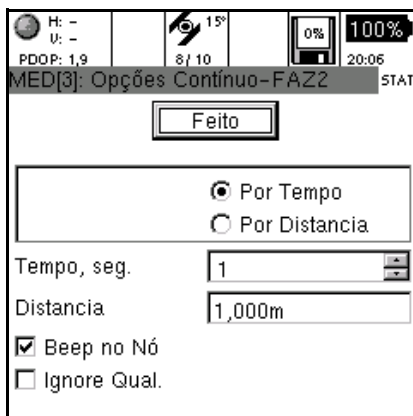 H: -
V: -
PDOP: 1,9
15°
8/10
0%
100%
20:06
MED[3]: Opções Contínuo-FAZ2
STAT
Feito
Por Tempo
Por Distancia
Tempo, seg.
1
Distancia
1,000m
Beep no Nó
Ignore Qual.